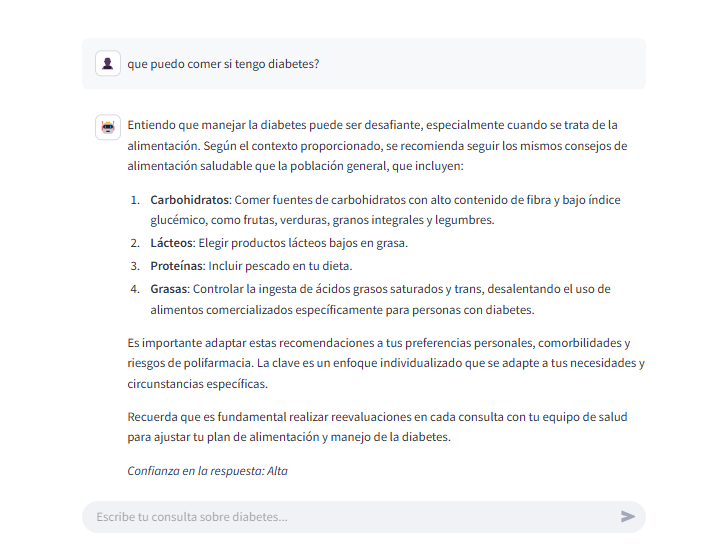 que puedo comer si tengo diabetes?
Entiendo que manejar la diabetes puede ser desafiante, especialmente cuando se trata de la
alimentación. Según el contexto proporcionado, se recomienda seguir los mismos consejos de
alimentación saludable que la población general, que incluyen:
1. Carbohidratos: Comer fuentes de carbohidratos con alto contenido de fibra y bajo índice
glucémico, como frutas, verduras, granos integrales y legumbres.
2. Lácteos: Elegir productos lácteos bajos en grasa.
3. Proteínas: Incluir pescado en tu dieta.
4. Grasas: Controlar la ingesta de ácidos grasos saturados y trans, desalentando el uso de
alimentos comercializados específicamente para personas con diabetes.
Es importante adaptar estas recomendaciones a tus preferencias personales, comorbilidades y
riesgos de polifarmacia. La clave es un enfoque individualizado que se adapte a tus necesidades y
circunstancias específicas.
Recuerda que es fundamental realizar reevaluaciones en cada consulta con tu equipo de salud
para ajustar tu plan de alimentación y manejo de la diabetes.
Confianza en la respuesta: Alta
Escribe tu consulta sobre diabetes...